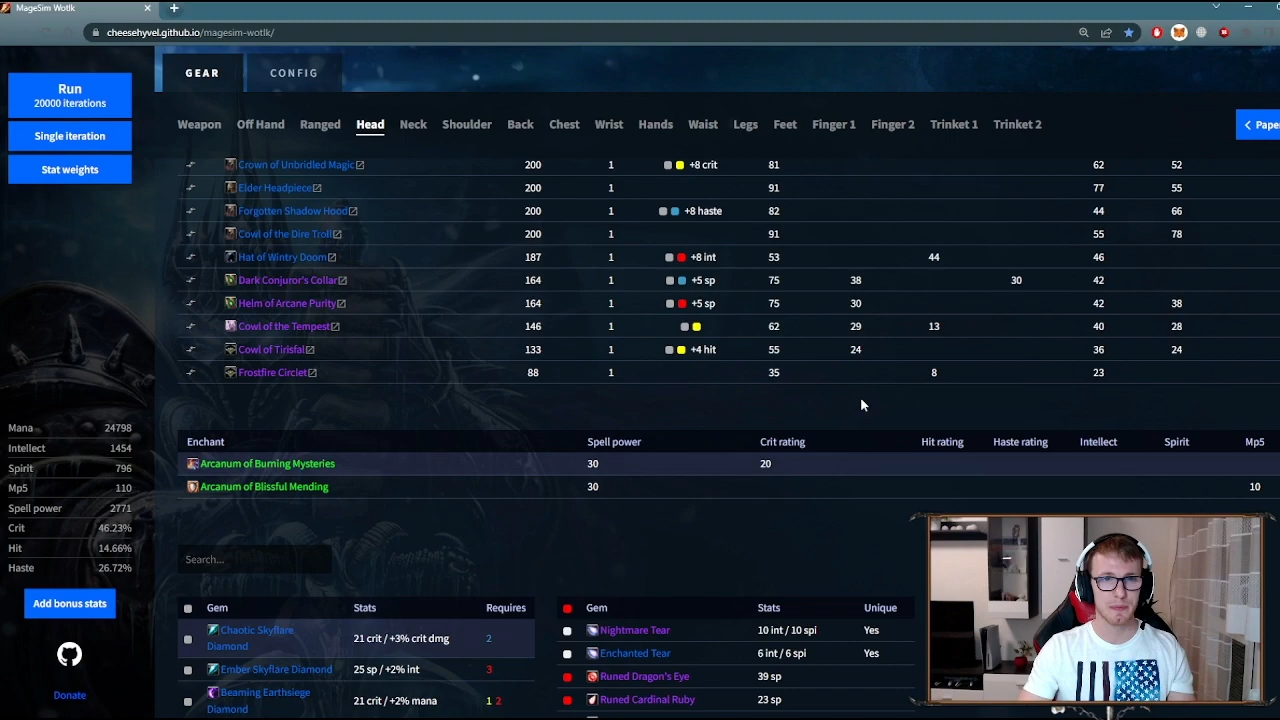 MageSim Wotlk
cheesehyvel.github.io/magesim-wotlk/
Run
20000 iterations
Single iteration
Stat weights
GEAR CONFIG
Weapon Off Hand Ranged Head Neck Shoulder Back Chest Wrist Hands Waist Legs Feet Finger 1 Finger 2 Trinket 1 Trinket 2
Crown of Unbridled Magic 200 1 +8 crit 81 62 52
Elder Headpiece 200 1 91 77 55
Forgotten Shadow Hood 200 1 +8 haste 82 44 66
Cowl of the Dire Troll 200 1 91 55 78
Hat of Wintry Doom 187 1 +8 int 53 44 46
Dark Conjuror's Collar 164 1 +5 sp 75 38 30 42
Helm of Arcane Purity 164 1 +5 sp 75 30 42 38
Cowl of the Tempest 146 1 62 29 13 40 28
Cowl of Tirisfal 133 1 +4 hit 55 24 36 24
Frostfire Circlet 88 1 35 8 23
Enchant Spell power Crit rating Hit rating Haste rating Intellect Spirit Mp5
Arcanum of Burning Mysteries 30 20
Arcanum of Blissful Mending 30 10
Mana 24798
Intellect 1454
Spirit 796
Mp5 110
Spell power 2771
Crit 46.23%
Hit 14.66%
Haste 26.72%
Add bonus stats
Donate
Search...
Gem Stats Requires
Chaotic Skyflare
Diamond 21 crit / +3% crit dmg 2
Ember Skyflare Diamond 25 sp / +2% int 3
Beaming Earthsiege
Diamond 21 crit / +2% mana 1 2
Gem Stats Unique
Nightmare Tear 10 int / 10 spi Yes
Enchanted Tear 6 int / 6 spi Yes
Runed Dragon's Eye 39 sp
Runed Cardinal Ruby 23 sp